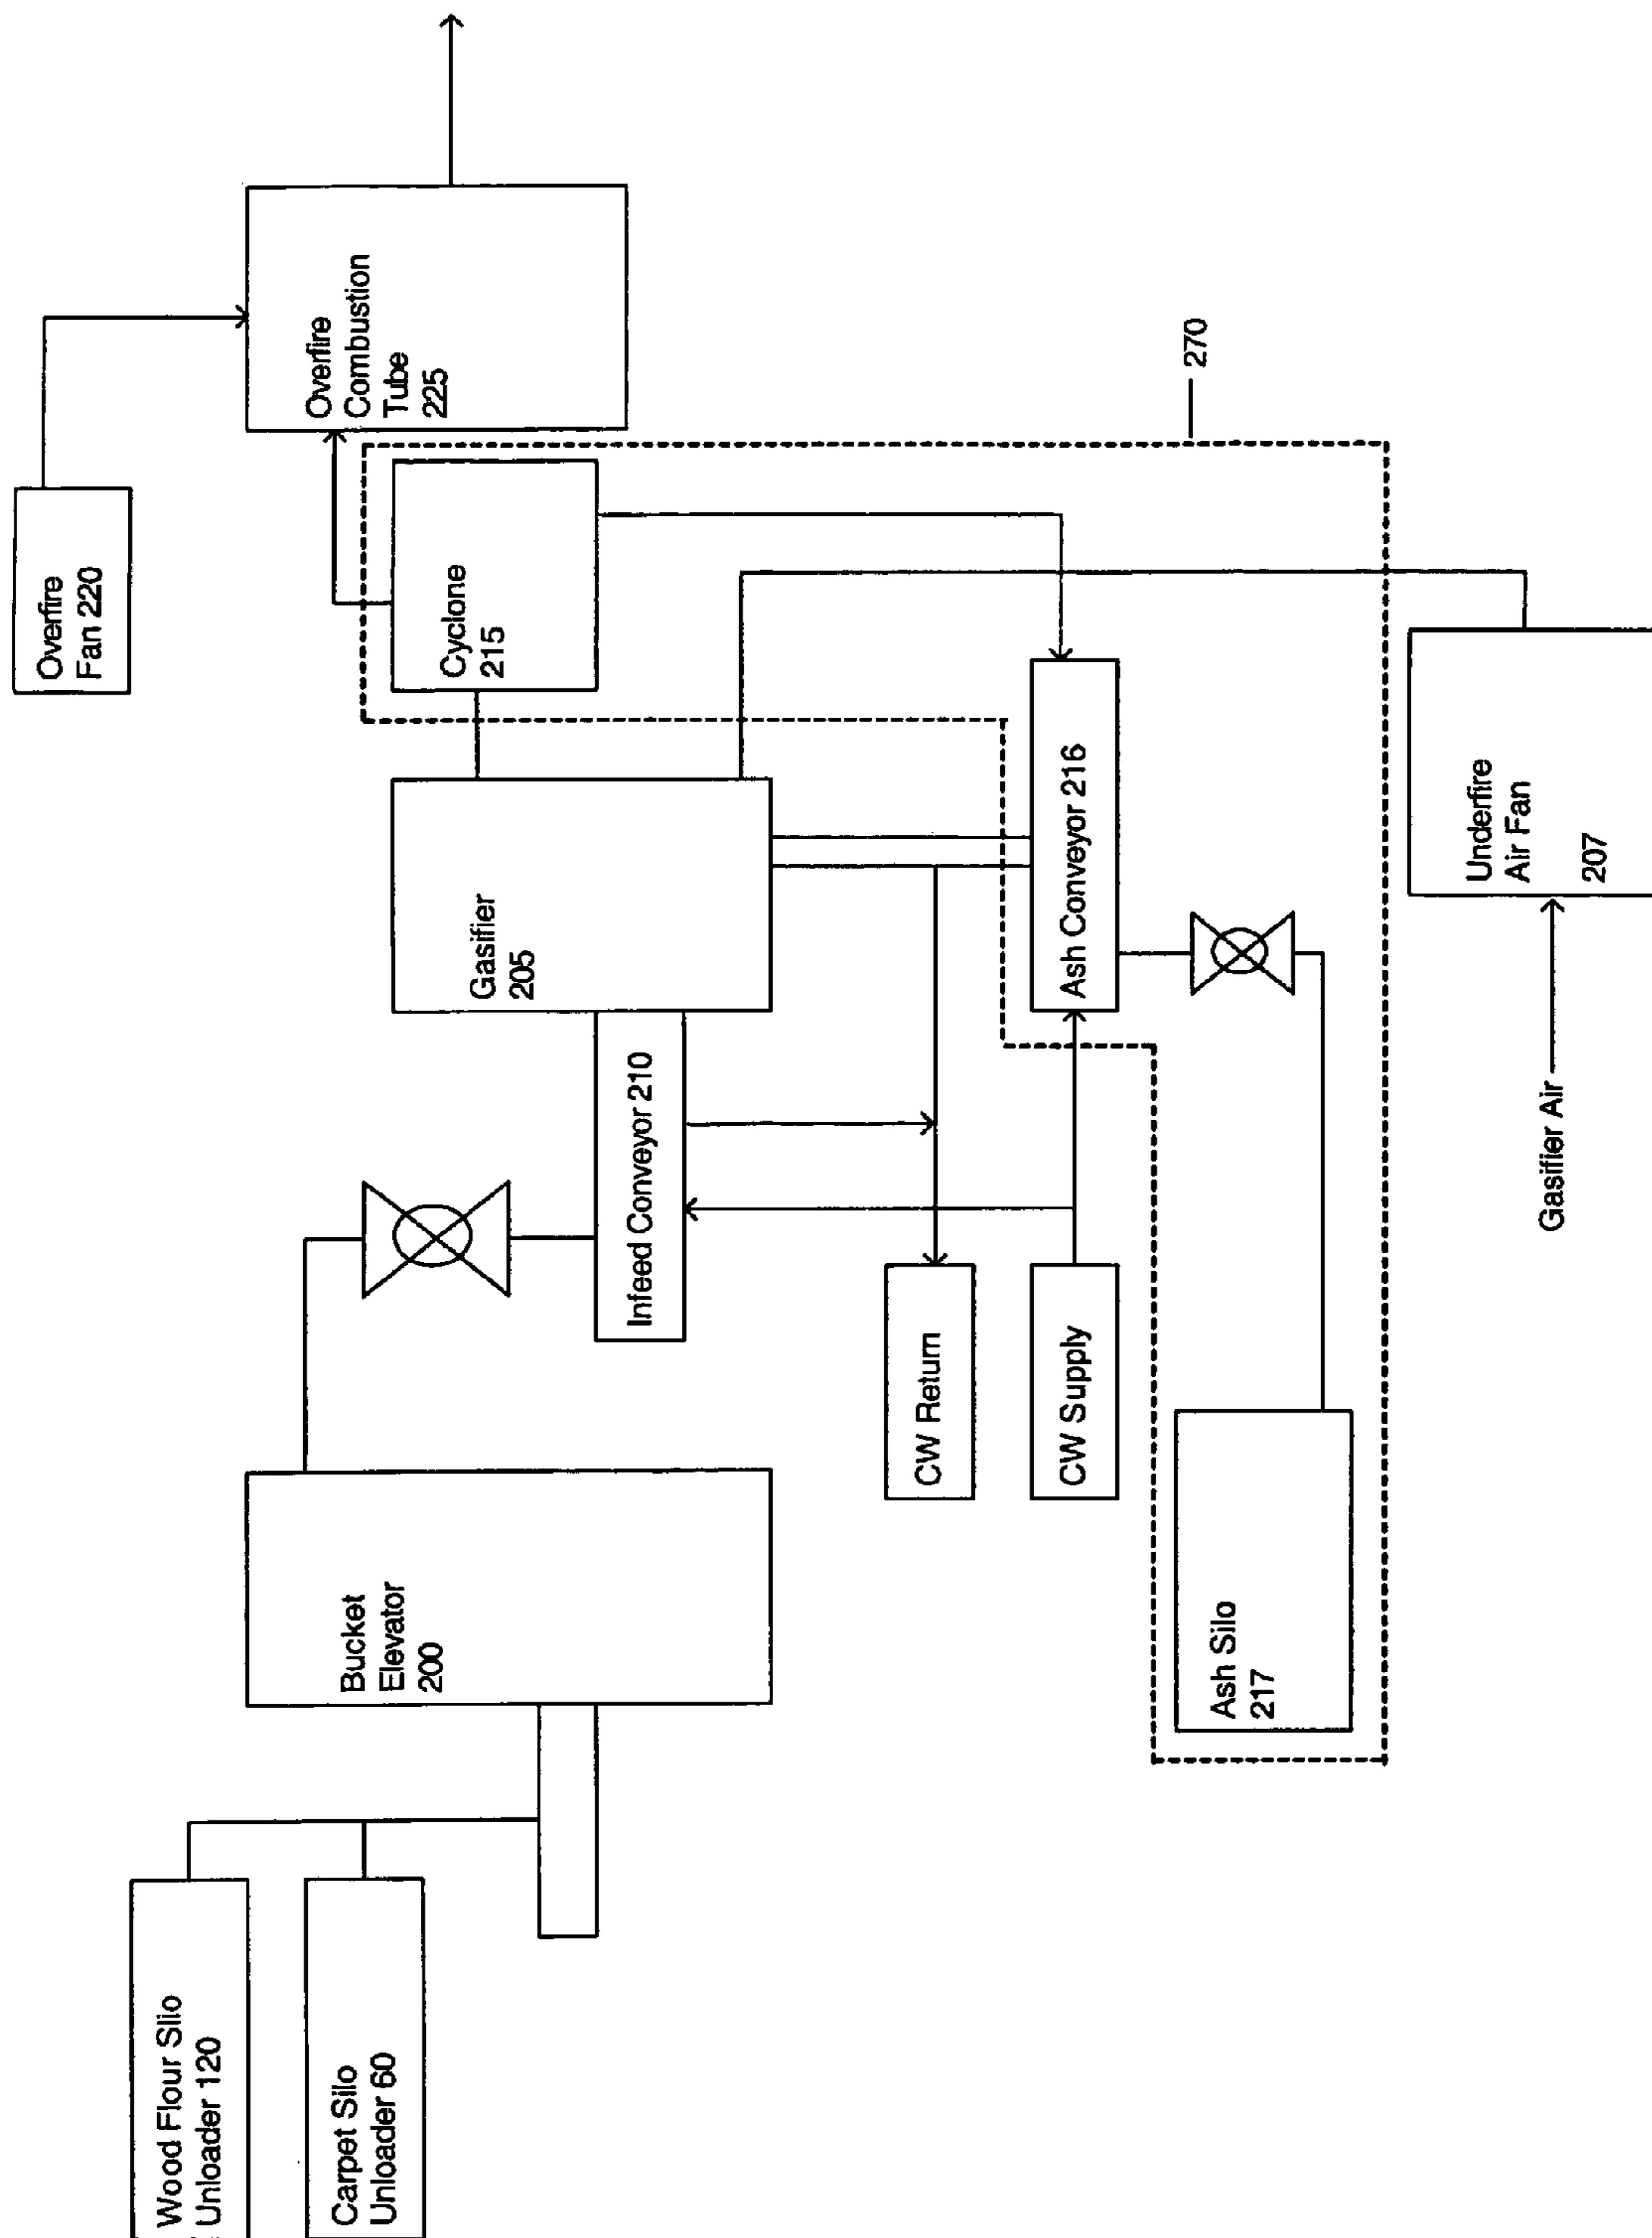 Wood Flour Slio
Unloader 120
Carpet Silo
Unloader 60
Bucket
Elevator
200
Infeed Conveyor 210
Gasifier
205
Cyclone
215
Overfire
Fan 220
Overfire
Combustion
Tube
225
CW Return
CW Supply
Ash Conveyor 216
270
Ash Silo
217
Gasifier Air
Underfire
Air Fan
207